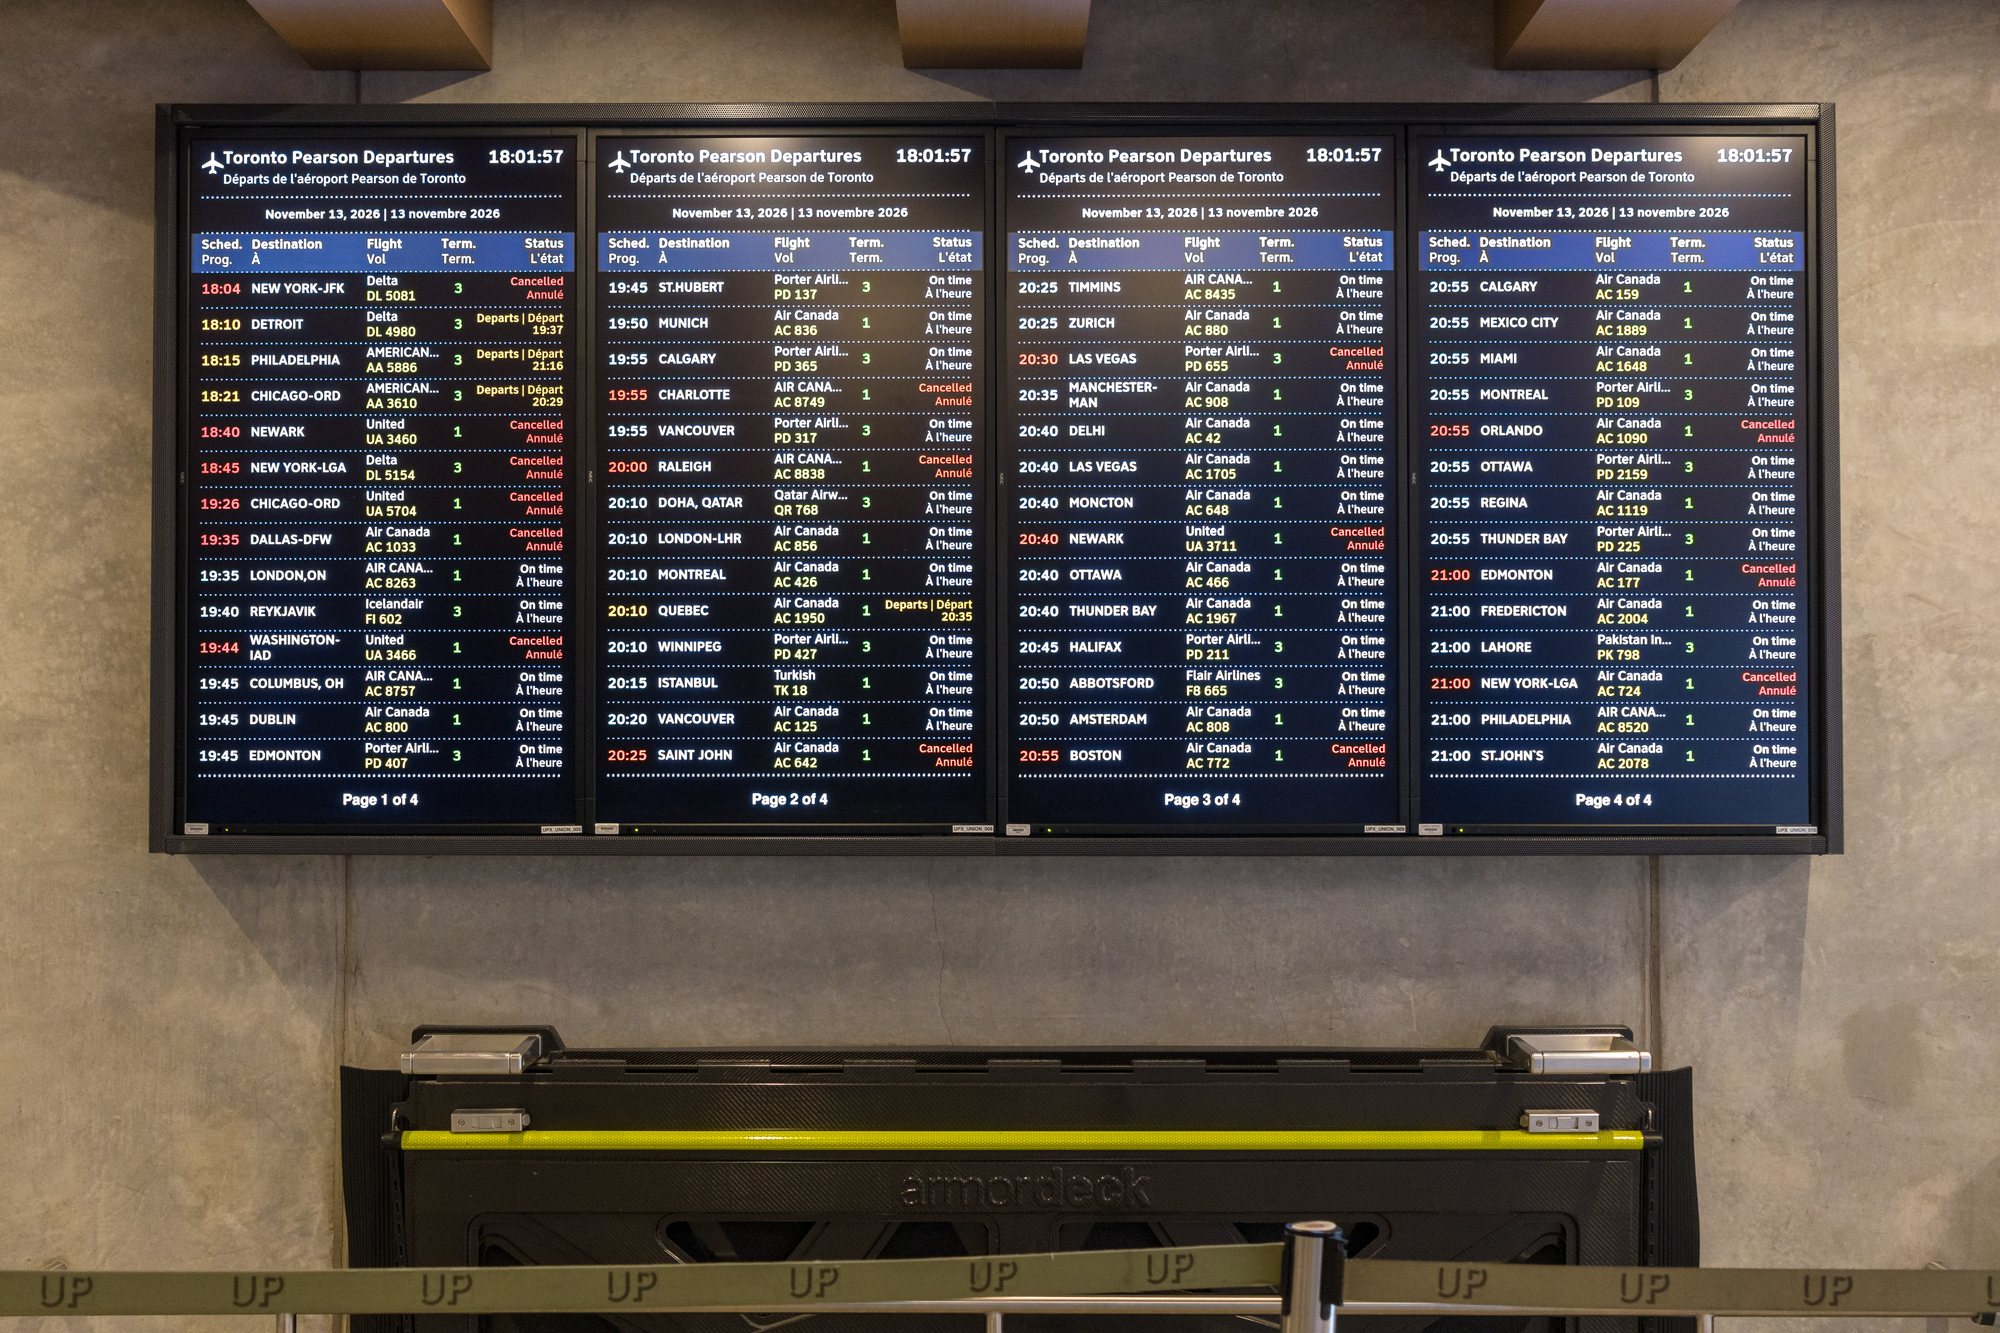 Toronto Pearson Departures 18:01:57
Départs de l'aéroport Pearson de Toronto
November 13, 2026 | 13 novembre 2026
Sched. Destination Flight Term. Status
Prog. À Vol Term. L'état
18:04 NEW YORK-JFK Delta DL 5081 3 Cancelled Annulé
18:10 DETROIT Delta DL 4980 3 Departs | Départ 19:37
18:15 PHILADELPHIA AMERICAN... AA 5886 3 Departs | Départ 21:16
18:21 CHICAGO-ORD AMERICAN... AA 3610 3 Departs | Départ 20:29
18:40 NEWARK United UA 3460 1 Cancelled Annulé
18:45 NEW YORK-LGA Delta DL 5154 3 Cancelled Annulé
19:26 CHICAGO-ORD United UA 5704 1 Cancelled Annulé
19:35 DALLAS-DFW Air Canada AC 1033 1 Cancelled Annulé
19:35 LONDON,ON AIR CANA... AC 8263 1 On time À l'heure
19:40 REYKJAVIK Icelandair FI 602 3 On time À l'heure
19:44 WASHINGTON-IAD United UA 3466 1 Cancelled Annulé
19:45 COLUMBUS, OH AIR CANA... AC 8757 1 On time À l'heure
19:45 DUBLIN Air Canada AC 800 1 On time À l'heure
19:45 EDMONTON Porter Airli... PD 407 3 On time À l'heure
Page 1 of 4
UPX_UNION_005
Toronto Pearson Departures 18:01:57
Départs de l'aéroport Pearson de Toronto
November 13, 2026 | 13 novembre 2026
Sched. Destination Flight Term. Status
Prog. À Vol Term. L'état
19:45 ST.HUBERT Porter Airli... PD 137 3 On time À l'heure
19:50 MUNICH Air Canada AC 836 1 On time À l'heure
19:55 CALGARY Porter Airli... PD 365 3 On time À l'heure
19:55 CHARLOTTE AIR CANA... AC 8749 1 Cancelled Annulé
19:55 VANCOUVER Porter Airli... PD 317 3 On time À l'heure
20:00 RALEIGH AIR CANA... AC 8838 1 Cancelled Annulé
20:10 DOHA, QATAR Qatar Airw... QR 768 3 On time À l'heure
20:10 LONDON-LHR Air Canada AC 856 1 On time À l'heure
20:10 MONTREAL Air Canada AC 426 1 On time À l'heure
20:10 QUEBEC Air Canada AC 1950 1 Departs | Départ 20:35
20:10 WINNIPEG Porter Airli... PD 427 3 On time À l'heure
20:15 ISTANBUL Turkish TK 18 1 On time À l'heure
20:20 VANCOUVER Air Canada AC 125 1 On time À l'heure
20:25 SAINT JOHN Air Canada AC 642 1 Cancelled Annulé
Page 2 of 4
Toronto Pearson Departures 18:01:57
Départs de l'aéroport Pearson de Toronto
November 13, 2026 | 13 novembre 2026
Sched. Destination Flight Term. Status
Prog. À Vol Term. L'état
20:25 TIMMINS AIR CANA... AC 8435 1 On time À l'heure
20:25 ZURICH Air Canada AC 880 1 On time À l'heure
20:30 LAS VEGAS Porter Airli... PD 655 3 Cancelled Annulé
20:35 MANCHESTER-MAN Air Canada AC 908 1 On time À l'heure
20:40 DELHI Air Canada AC 42 1 On time À l'heure
20:40 LAS VEGAS Air Canada AC 1705 1 On time À l'heure
20:40 MONCTON Air Canada AC 648 1 On time À l'heure
20:40 NEWARK United UA 3711 1 Cancelled Annulé
20:40 OTTAWA Air Canada AC 466 1 On time À l'heure
20:40 THUNDER BAY Air Canada AC 1967 1 On time À l'heure
20:45 HALIFAX Porter Airli... PD 211 3 On time À l'heure
20:50 ABBOTSFORD Flair Airlines F8 665 3 On time À l'heure
20:50 AMSTERDAM Air Canada AC 808 1 On time À l'heure
20:55 BOSTON Air Canada AC 772 1 Cancelled Annulé
Page 3 of 4
Toronto Pearson Departures 18:01:57
Départs de l'aéroport Pearson de Toronto
November 13, 2026 | 13 novembre 2026
Sched. Destination Flight Term. Status
Prog. À Vol Term. L'état
20:55 CALGARY Air Canada AC 159 1 On time À l'heure
20:55 MEXICO CITY Air Canada AC 1889 1 On time À l'heure
20:55 MIAMI Air Canada AC 1648 1 On time À l'heure
20:55 MONTREAL Porter Airli... PD 109 3 On time À l'heure
20:55 ORLANDO Air Canada AC 1090 1 Cancelled Annulé
20:55 OTTAWA Porter Airli... PD 2159 3 On time À l'heure
20:55 REGINA Air Canada AC 1119 1 On time À l'heure
20:55 THUNDER BAY Porter Airli... PD 225 3 On time À l'heure
21:00 EDMONTON Air Canada AC 177 1 Cancelled Annulé
21:00 FREDERICTON Air Canada AC 2004 1 On time À l'heure
21:00 LAHORE Pakistan In... PK 798 3 On time À l'heure
21:00 NEW YORK-LGA Air Canada AC 724 1 Cancelled Annulé
21:00 PHILADELPHIA AIR CANA... AC 8520 1 On time À l'heure
21:00 ST.JOHN`S Air Canada AC 2078 1 On time À l'heure
Page 4 of 4
UPX_UNION_010
armordeck
UP UP UP UP UP UP UP UP UP UP